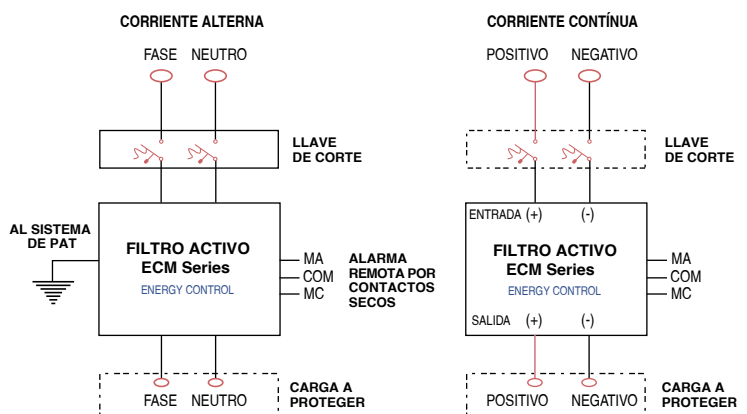 CORRIENTE ALTERNA
FASE NEUTRO
LLAVE
DE CORTE
AL SISTEMA
DE PAT
FILTRO ACTIVO
ECM Series
ENERGY CONTROL
MA
COM
MC
ALARMA
REMOTA POR
CONTACTOS
SECOS
FASE NEUTRO
CARGA A
PROTEGER
CORRIENTE CONTÍNUA
POSITIVO NEGATIVO
LLAVE
DE CORTE
ENTRADA (+) (-)
FILTRO ACTIVO
ECM Series
ENERGY CONTROL
MA
COM
MC
SALIDA (+) (-)
POSITIVO NEGATIVO
CARGA A
PROTEGER